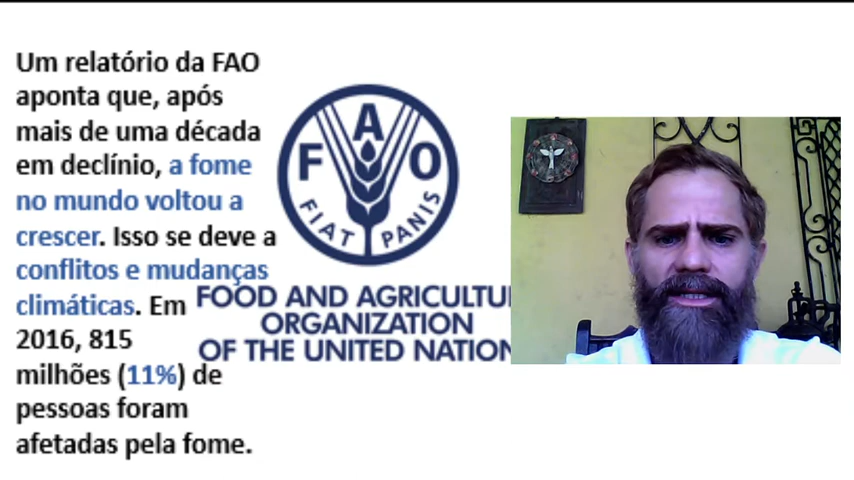 Um relatório da FAO
aponta que, após
mais de uma década
em declínio, a fome
no mundo voltou a
crescer. Isso se deve a
conflitos e mudanças
climáticas. Em
2016, 815
milhões (11%) de
pessoas foram
afetadas pela fome.
F A O
FIAT PANIS
FOOD AND AGRICULTU
ORGANIZATION
OF THE UNITED NATION